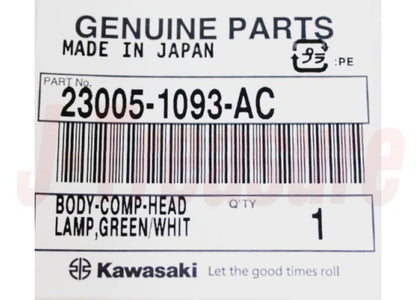 GENUINE PARTS
MADE IN JAPAN
プラ :PE
PART No.
23005-1093-AC
BODY-COMP-HEAD Q'TY
LAMP,GREEN/WHIT 1
Kawasaki Let the good times roll